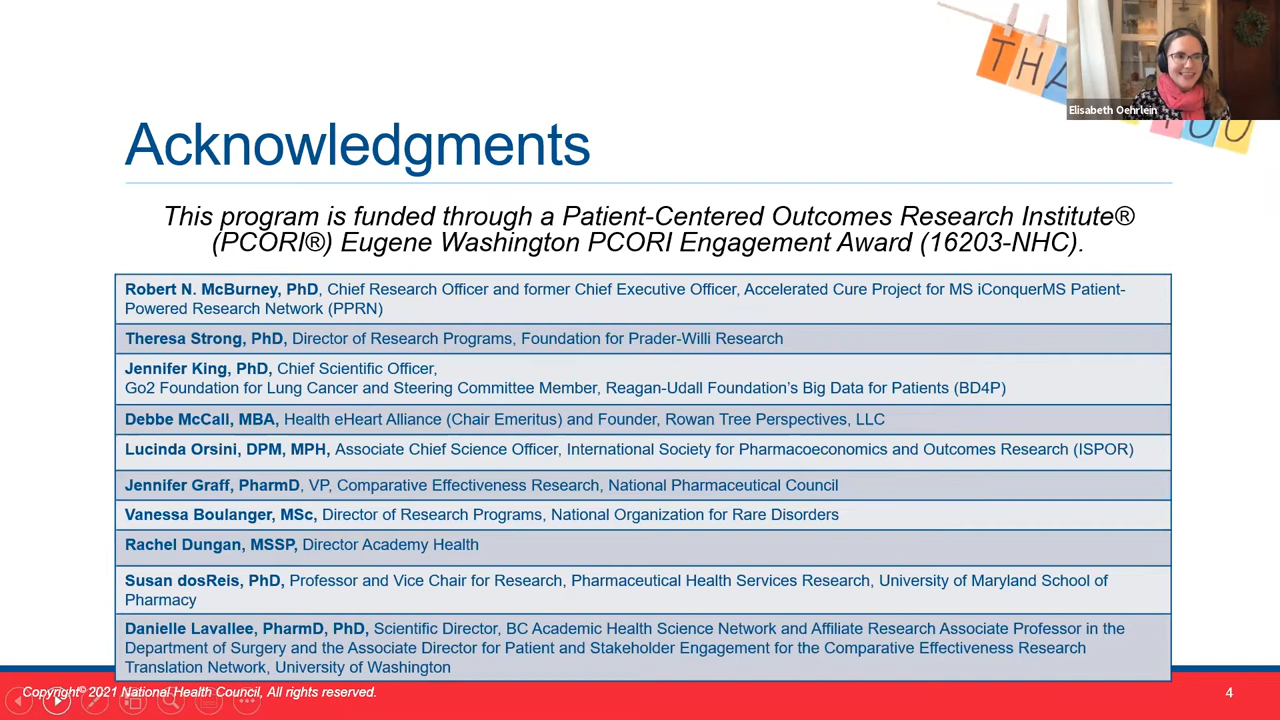 THA
Elisabeth Oehrlein
YOU
Acknowledgments
This program is funded through a Patient-Centered Outcomes Research Institute®
(PCORI®) Eugene Washington PCORI Engagement Award (16203-NHC).
Robert N. McBurney, PhD, Chief Research Officer and former Chief Executive Officer, Accelerated Cure Project for MS iConquerMS Patient-
Powered Research Network (PPRN)
Theresa Strong, PhD, Director of Research Programs, Foundation for Prader-Willi Research
Jennifer King, PhD, Chief Scientific Officer,
Go2 Foundation for Lung Cancer and Steering Committee Member, Reagan-Udall Foundation’s Big Data for Patients (BD4P)
Debbe McCall, MBA, Health eHeart Alliance (Chair Emeritus) and Founder, Rowan Tree Perspectives, LLC
Lucinda Orsini, DPM, MPH, Associate Chief Science Officer, International Society for Pharmacoeconomics and Outcomes Research (ISPOR)
Jennifer Graff, PharmD, VP, Comparative Effectiveness Research, National Pharmaceutical Council
Vanessa Boulanger, MSc, Director of Research Programs, National Organization for Rare Disorders
Rachel Dungan, MSSP, Director Academy Health
Susan dosReis, PhD, Professor and Vice Chair for Research, Pharmaceutical Health Services Research, University of Maryland School of
Pharmacy
Danielle Lavallee, PharmD, PhD, Scientific Director, BC Academic Health Science Network and Affiliate Research Associate Professor in the
Department of Surgery and the Associate Director for Patient and Stakeholder Engagement for the Comparative Effectiveness Research
Translation Network, University of Washington
Copyright© 2021 National Health Council, All rights reserved.
4